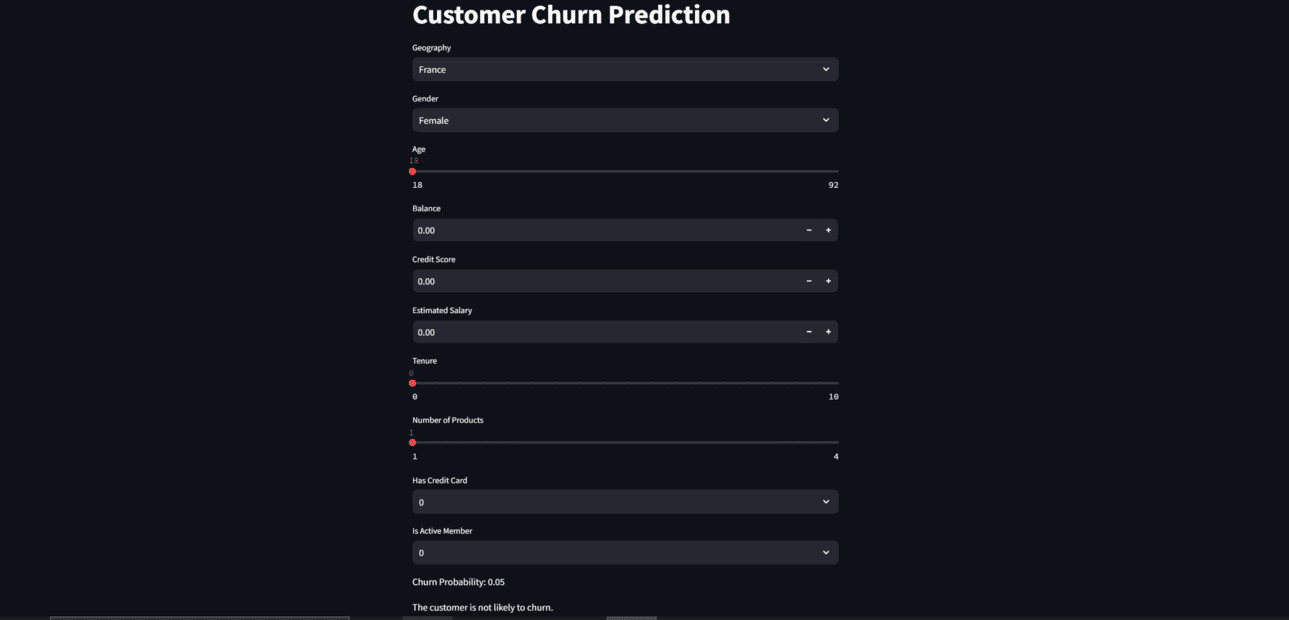 Customer Churn Prediction
Geography
France
Gender
Female
Age
18
18 92
Balance
0.00
Credit Score
0.00
Estimated Salary
0.00
Tenure
0
0 10
Number of Products
1
1 4
Has Credit Card
0
Is Active Member
0
Churn Probability: 0.05
The customer is not likely to churn.